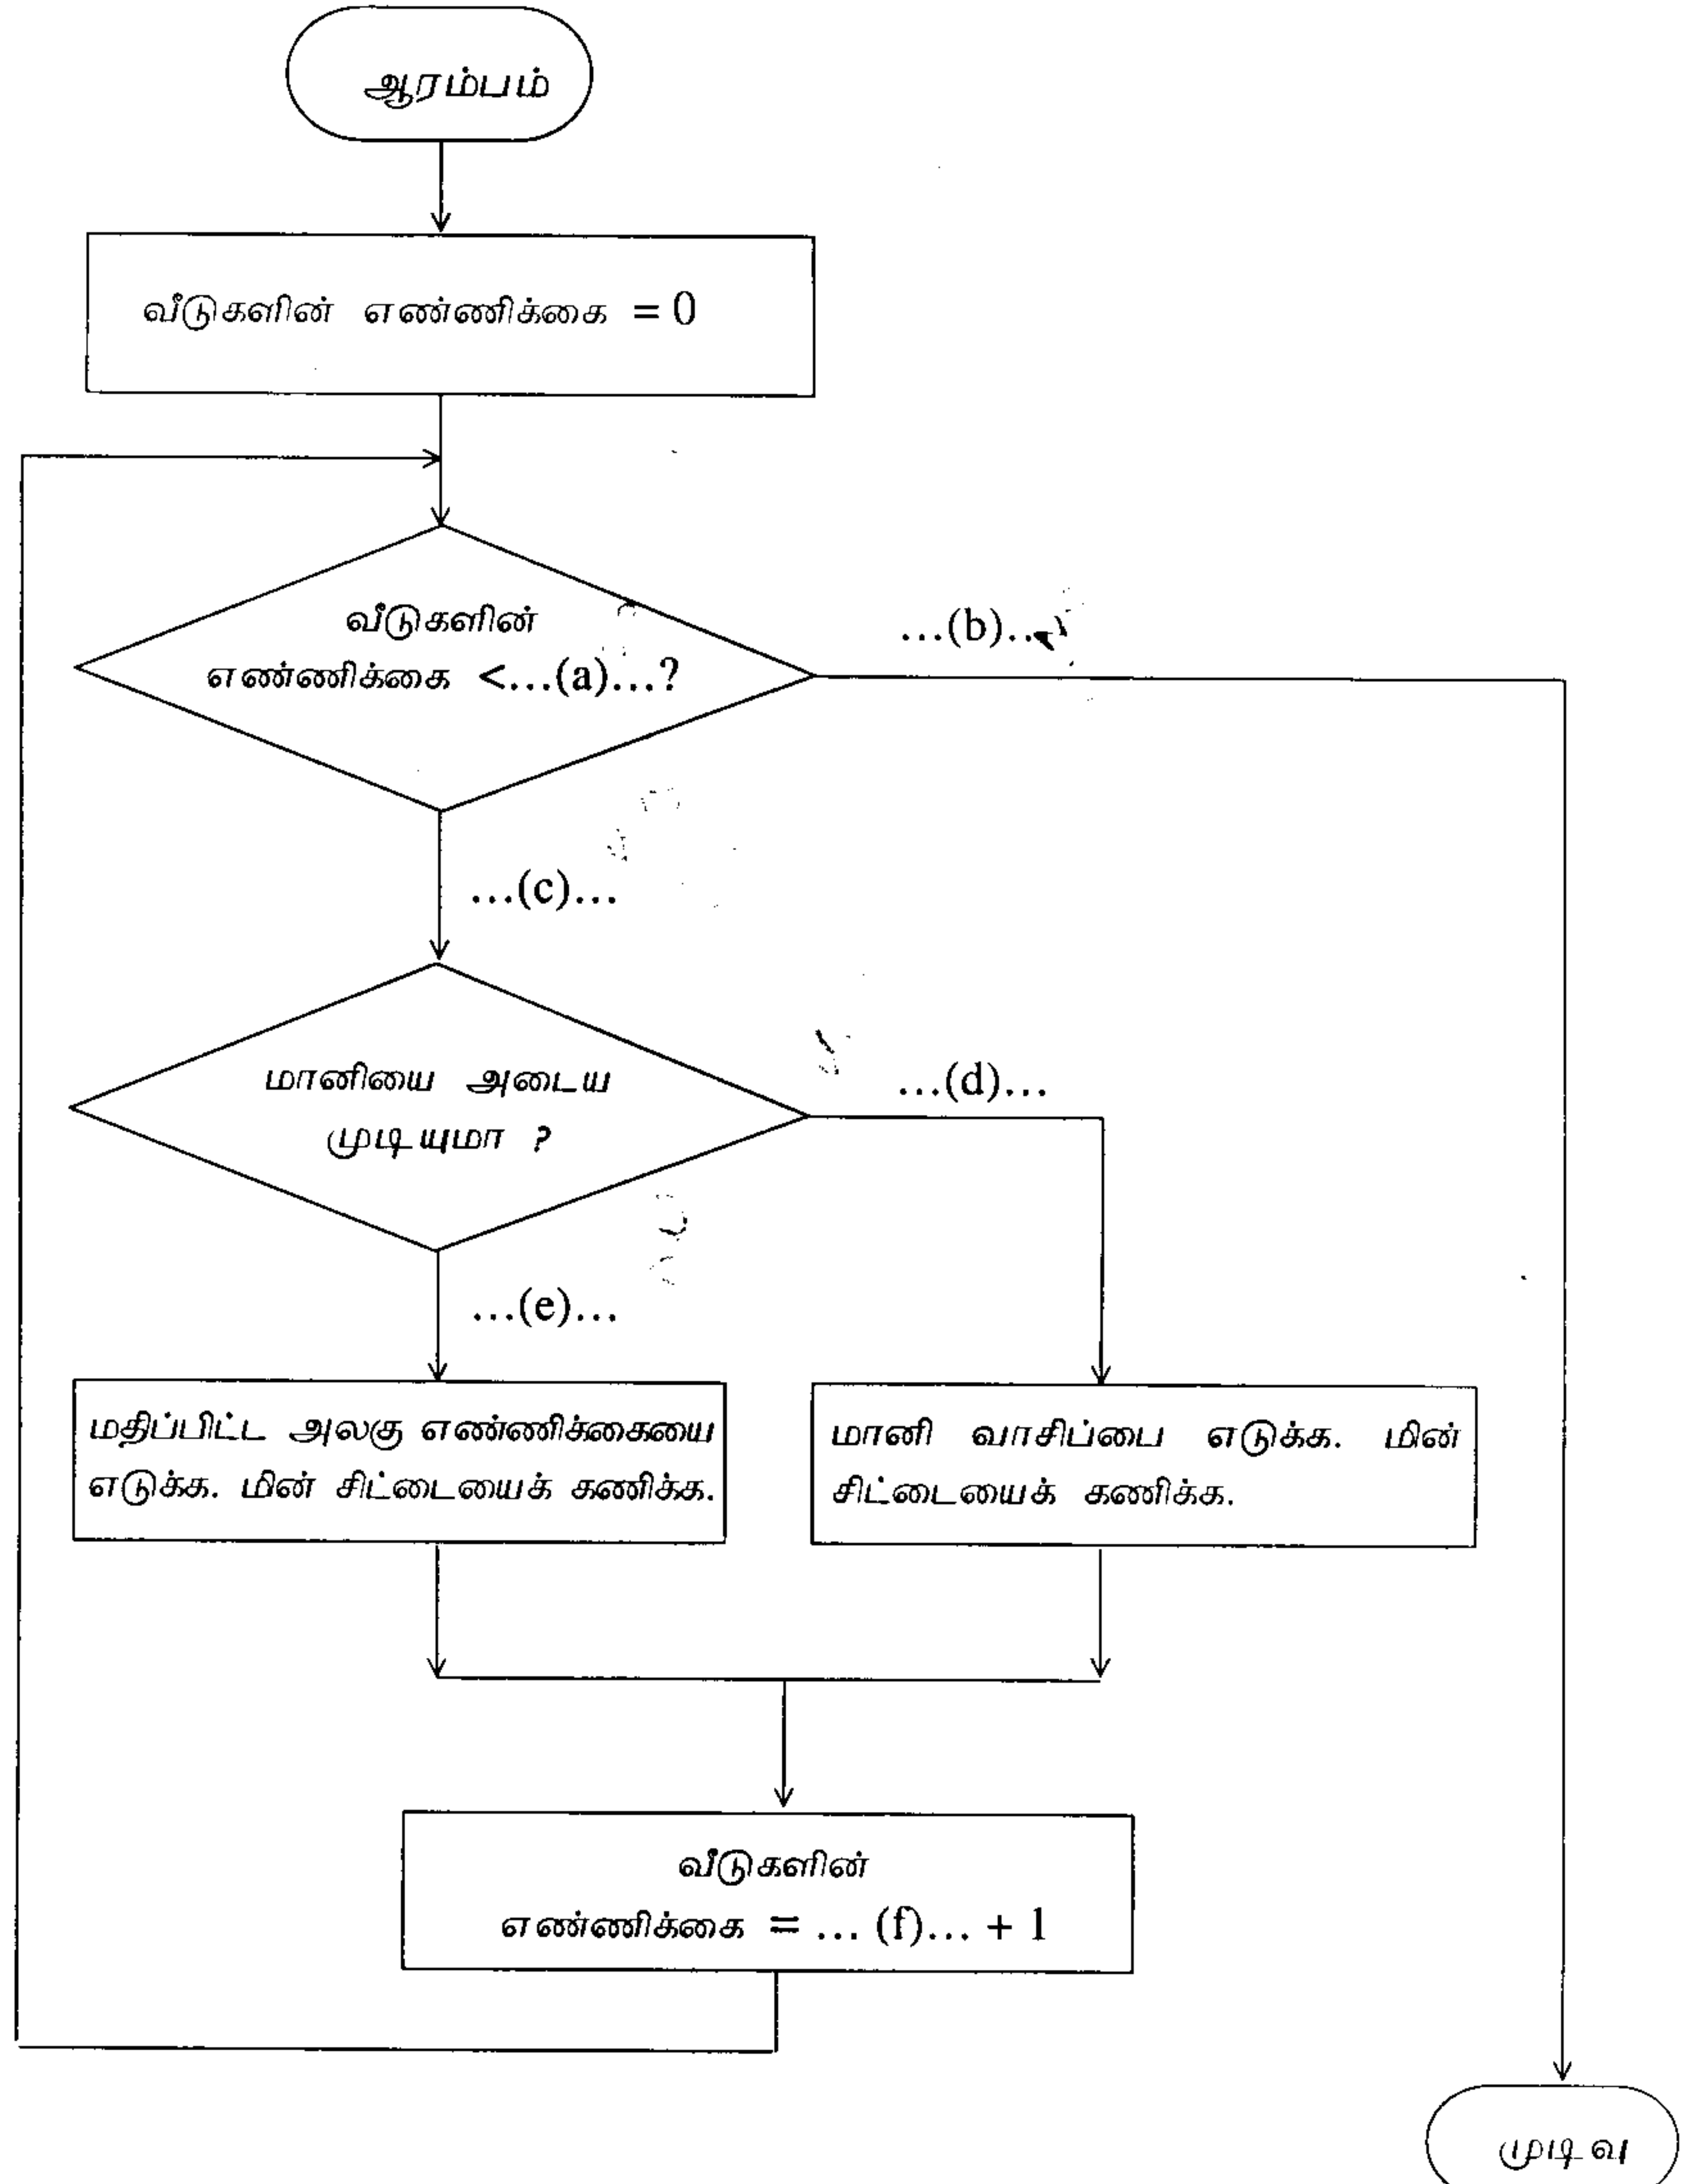 ஆரம்பம்
வீடுகளின் எண்ணிக்கை = 0
வீடுகளின்
எண்ணிக்கை <...(a)...?
...(b)...
...(c)...
மானியை அடைய
முடியுமா ?
...(d)...
...(e)...
மதிப்பிட்ட அலகு எண்ணிக்கையை
எடுக்க. மின் சிட்டையைக் கணிக்க.
மானி வாசிப்பை எடுக்க. மின்
சிட்டையைக் கணிக்க.
வீடுகளின்
எண்ணிக்கை = ... (f)... + 1
முடிவு